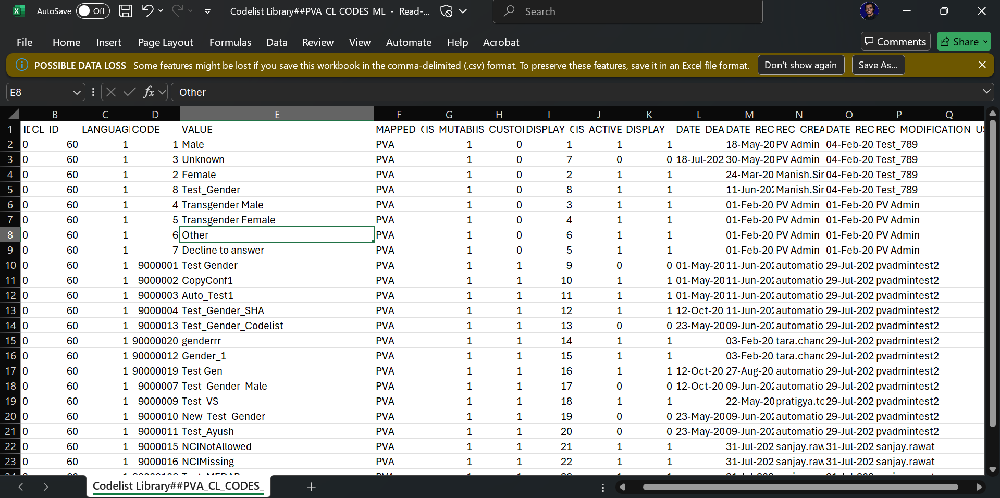 AutoSave Off Codelist Library##PVA_CL_CODES_ML - Read-... Search
File Home Insert Page Layout Formulas Data Review View Automate Help Acrobat Comments Share
POSSIBLE DATA LOSS Some features might be lost if you save this workbook in the comma-delimited (.csv) format. To preserve these features, save it in an Excel file format. Don't show again Save As...
E8 fx Other
B C D E F G H I J K L M N O P Q
1 _ID CL_ID LANGUAG CODE VALUE MAPPED_ IS_MUTAB IS_CUSTO DISPLAY_ IS_ACTIVE DISPLAY DATE_DEA DATE_REC REC_CREA DATE_REC REC_MODIFICATION_US
2 0 60 1 1 Male PVA 1 0 1 1 1 18-May-20 PV Admin 04-Feb-20 Test_789
3 0 60 1 3 Unknown PVA 1 0 7 0 0 18-Jul-202 30-May-20 PV Admin 04-Feb-20 Test_789
4 0 60 1 2 Female PVA 1 0 2 1 1 24-Mar-20 Manish.Sir 04-Feb-20 Test_789
5 0 60 1 8 Test_Gender PVA 1 0 8 1 1 11-Jun-202 Manish.Sir 04-Feb-20 Test_789
6 0 60 1 4 Transgender Male PVA 1 0 3 1 1 01-Feb-20 PV Admin 01-Feb-20 PV Admin
7 0 60 1 5 Transgender Female PVA 1 0 4 1 1 01-Feb-20 PV Admin 01-Feb-20 PV Admin
8 0 60 1 6 Other PVA 1 0 6 1 1 01-Feb-20 PV Admin 01-Feb-20 PV Admin
9 0 60 1 7 Decline to answer PVA 1 0 5 1 1 01-Feb-20 PV Admin 01-Feb-20 PV Admin
10 0 60 1 9000001 Test Gender PVA 1 1 9 0 0 01-May-20 11-Jun-202 automatio 29-Jul-202 pvadmintest2
11 0 60 1 9000002 CopyConf1 PVA 1 1 10 1 1 01-May-20 11-Jun-202 automatio 29-Jul-202 pvadmintest2
12 0 60 1 9000003 Auto_Test1 PVA 1 1 11 1 1 01-May-20 11-Jun-202 automatio 29-Jul-202 pvadmintest2
13 0 60 1 9000004 Test_Gender_SHA PVA 1 1 12 1 1 12-Oct-20 11-Jun-202 automatio 29-Jul-202 pvadmintest2
14 0 60 1 9000013 Test_Gender_Codelist PVA 1 1 13 0 0 23-May-20 09-Jun-202 automatio 29-Jul-202 pvadmintest2
15 0 60 1 90000020 genderrr PVA 1 1 14 1 1 03-Feb-20 tara.chand 29-Jul-202 pvadmintest2
16 0 60 1 90000012 Gender_1 PVA 1 1 15 1 1 03-Feb-20 tara.chand 29-Jul-202 pvadmintest2
17 0 60 1 90000019 Test Gen PVA 1 1 16 1 1 12-Oct-20 27-Aug-20 automatio 29-Jul-202 pvadmintest2
18 0 60 1 9000007 Test_Gender_Male PVA 1 1 17 0 0 12-Oct-20 09-Jun-202 automatio 29-Jul-202 pvadmintest2
19 0 60 1 9000009 Test_VS PVA 1 1 18 1 1 22-May-20 pratigya.to 29-Jul-202 pvadmintest2
20 0 60 1 9000010 New_Test_Gender PVA 1 1 19 0 0 23-May-20 09-Jun-202 automatio 29-Jul-202 pvadmintest2
21 0 60 1 9000011 Test_Ayush PVA 1 1 20 0 0 23-May-20 09-Jun-202 automatio 29-Jul-202 pvadmintest2
22 0 60 1 9000015 NCINotAllowed PVA 1 1 21 1 1 31-Jul-202 sanjay.raw 31-Jul-202 sanjay.rawat
23 0 60 1 9000016 NCIMissing PVA 1 1 22 1 1 31-Jul-202 sanjay.raw 31-Jul-202 sanjay.rawat
Codelist Library##PVA_CL_CODES_